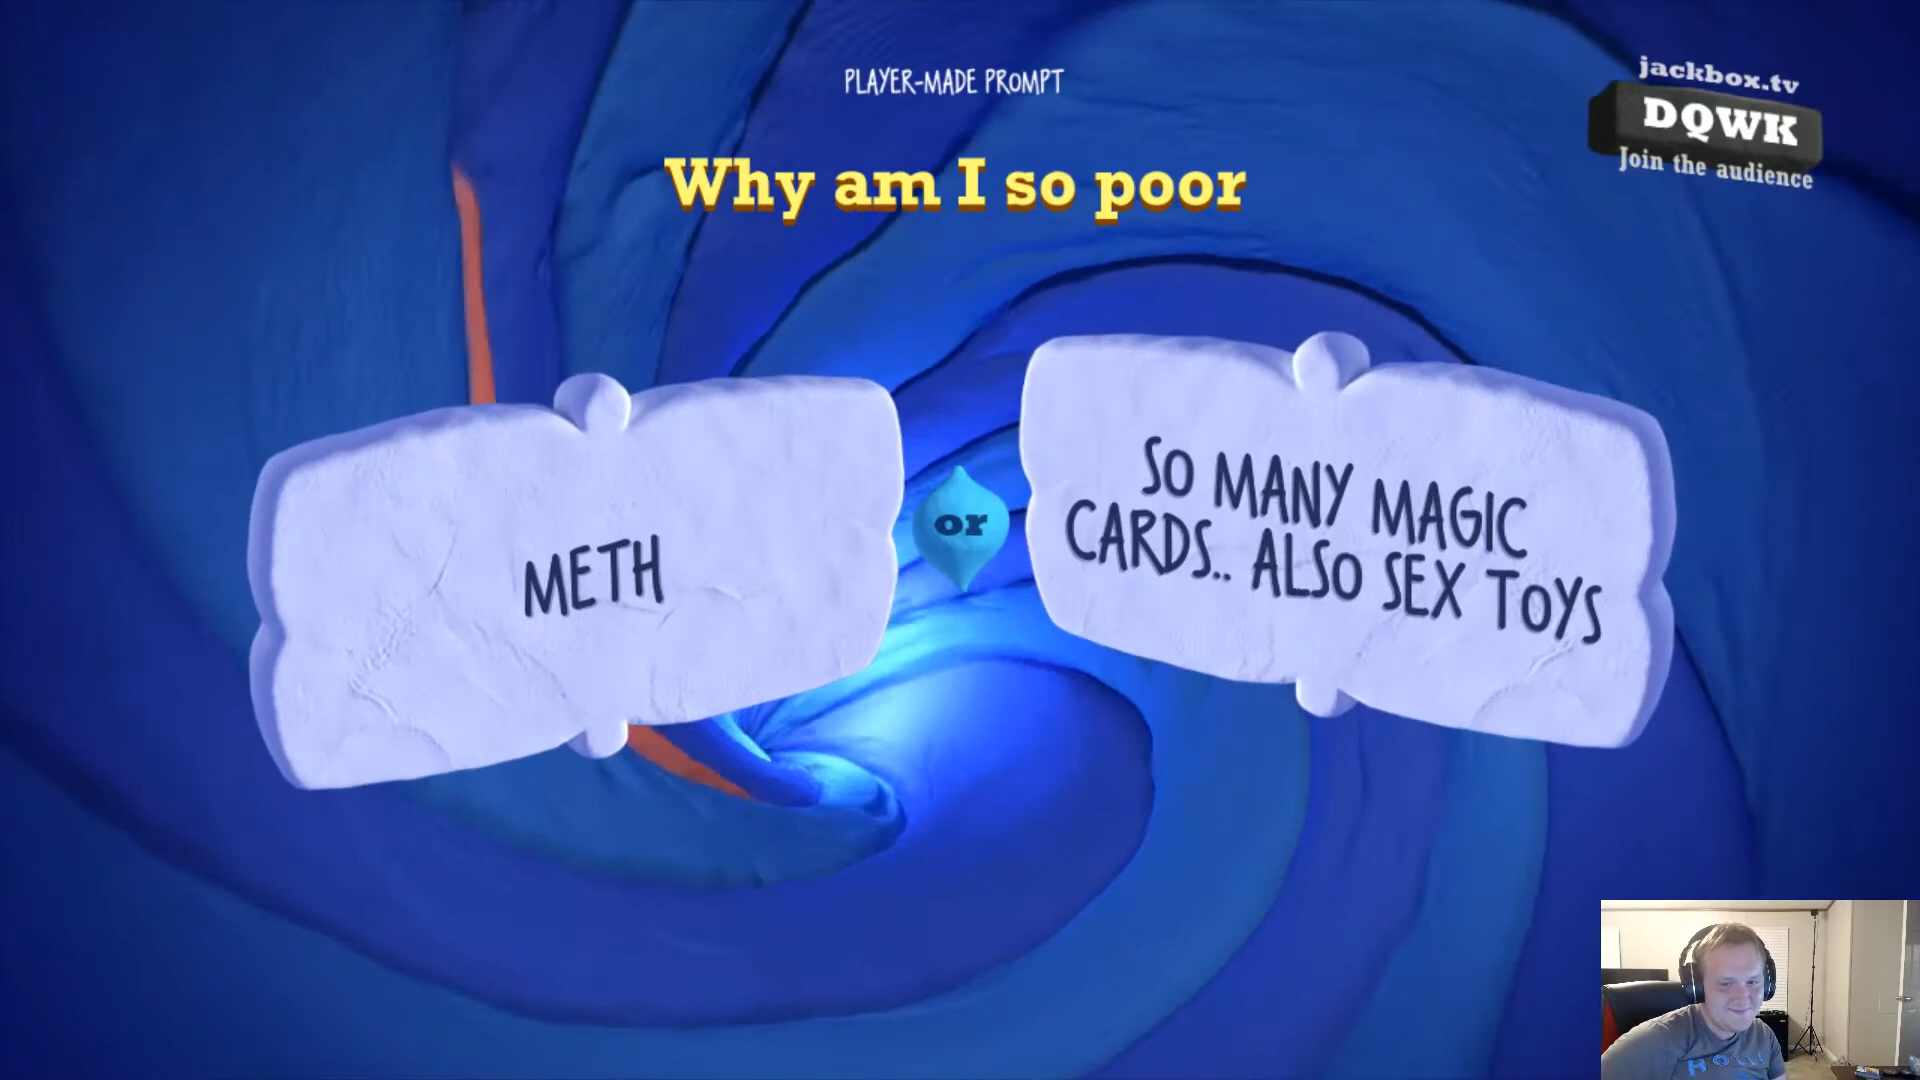 PLAYER-MADE PROMPT
jackbox.tv
DQWK
Join the audience
Why am I so poor
METH
or
SO MANY MAGIC
CARDS.. ALSO SEX TOYS